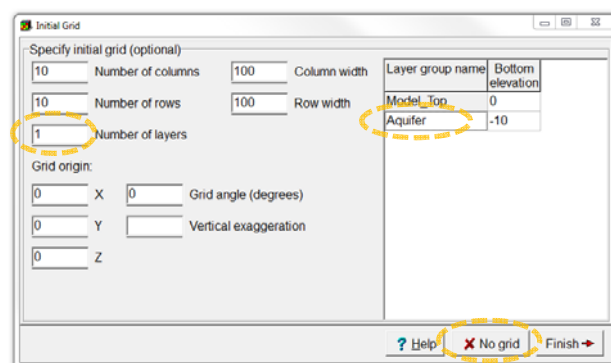 Initial Grid
Specify initial grid (optional)
10 Number of columns 100 Column width
10 Number of rows 100 Row width
1 Number of layers
Grid origin:
0 X 0 Grid angle (degrees)
0 Y Vertical exaggeration
0 Z
Layer group name Bottom elevation
Model_Top 0
Aquifer -10
? Help No grid Finish